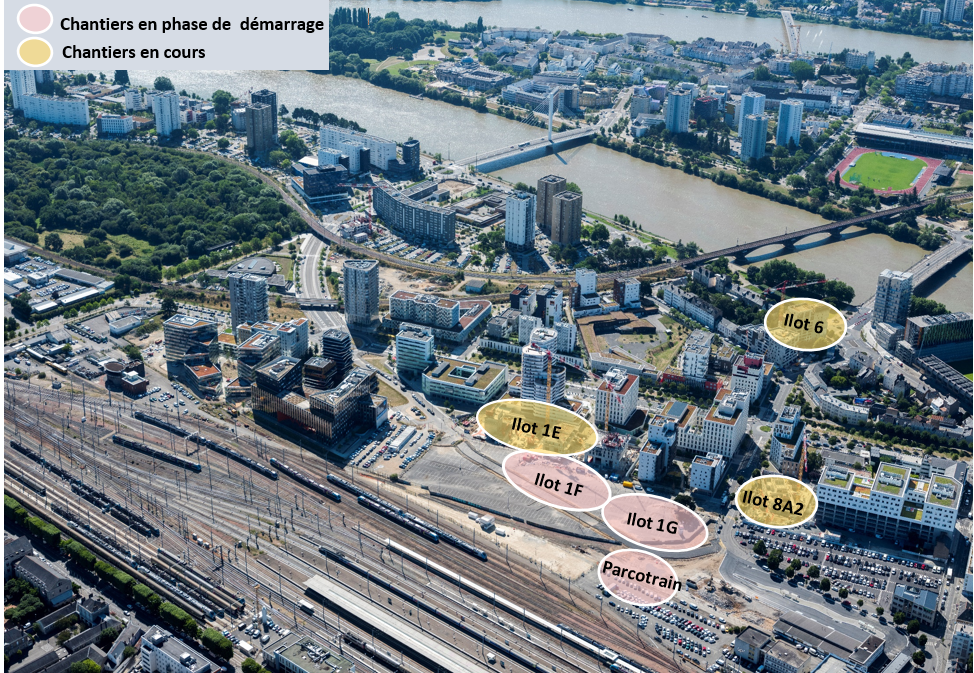 Chantiers en phase de démarrage
Chantiers en cours
Ilot 6
Ilot 1E
Ilot 1F
Ilot 8A2
Ilot 1G
Parcotrain